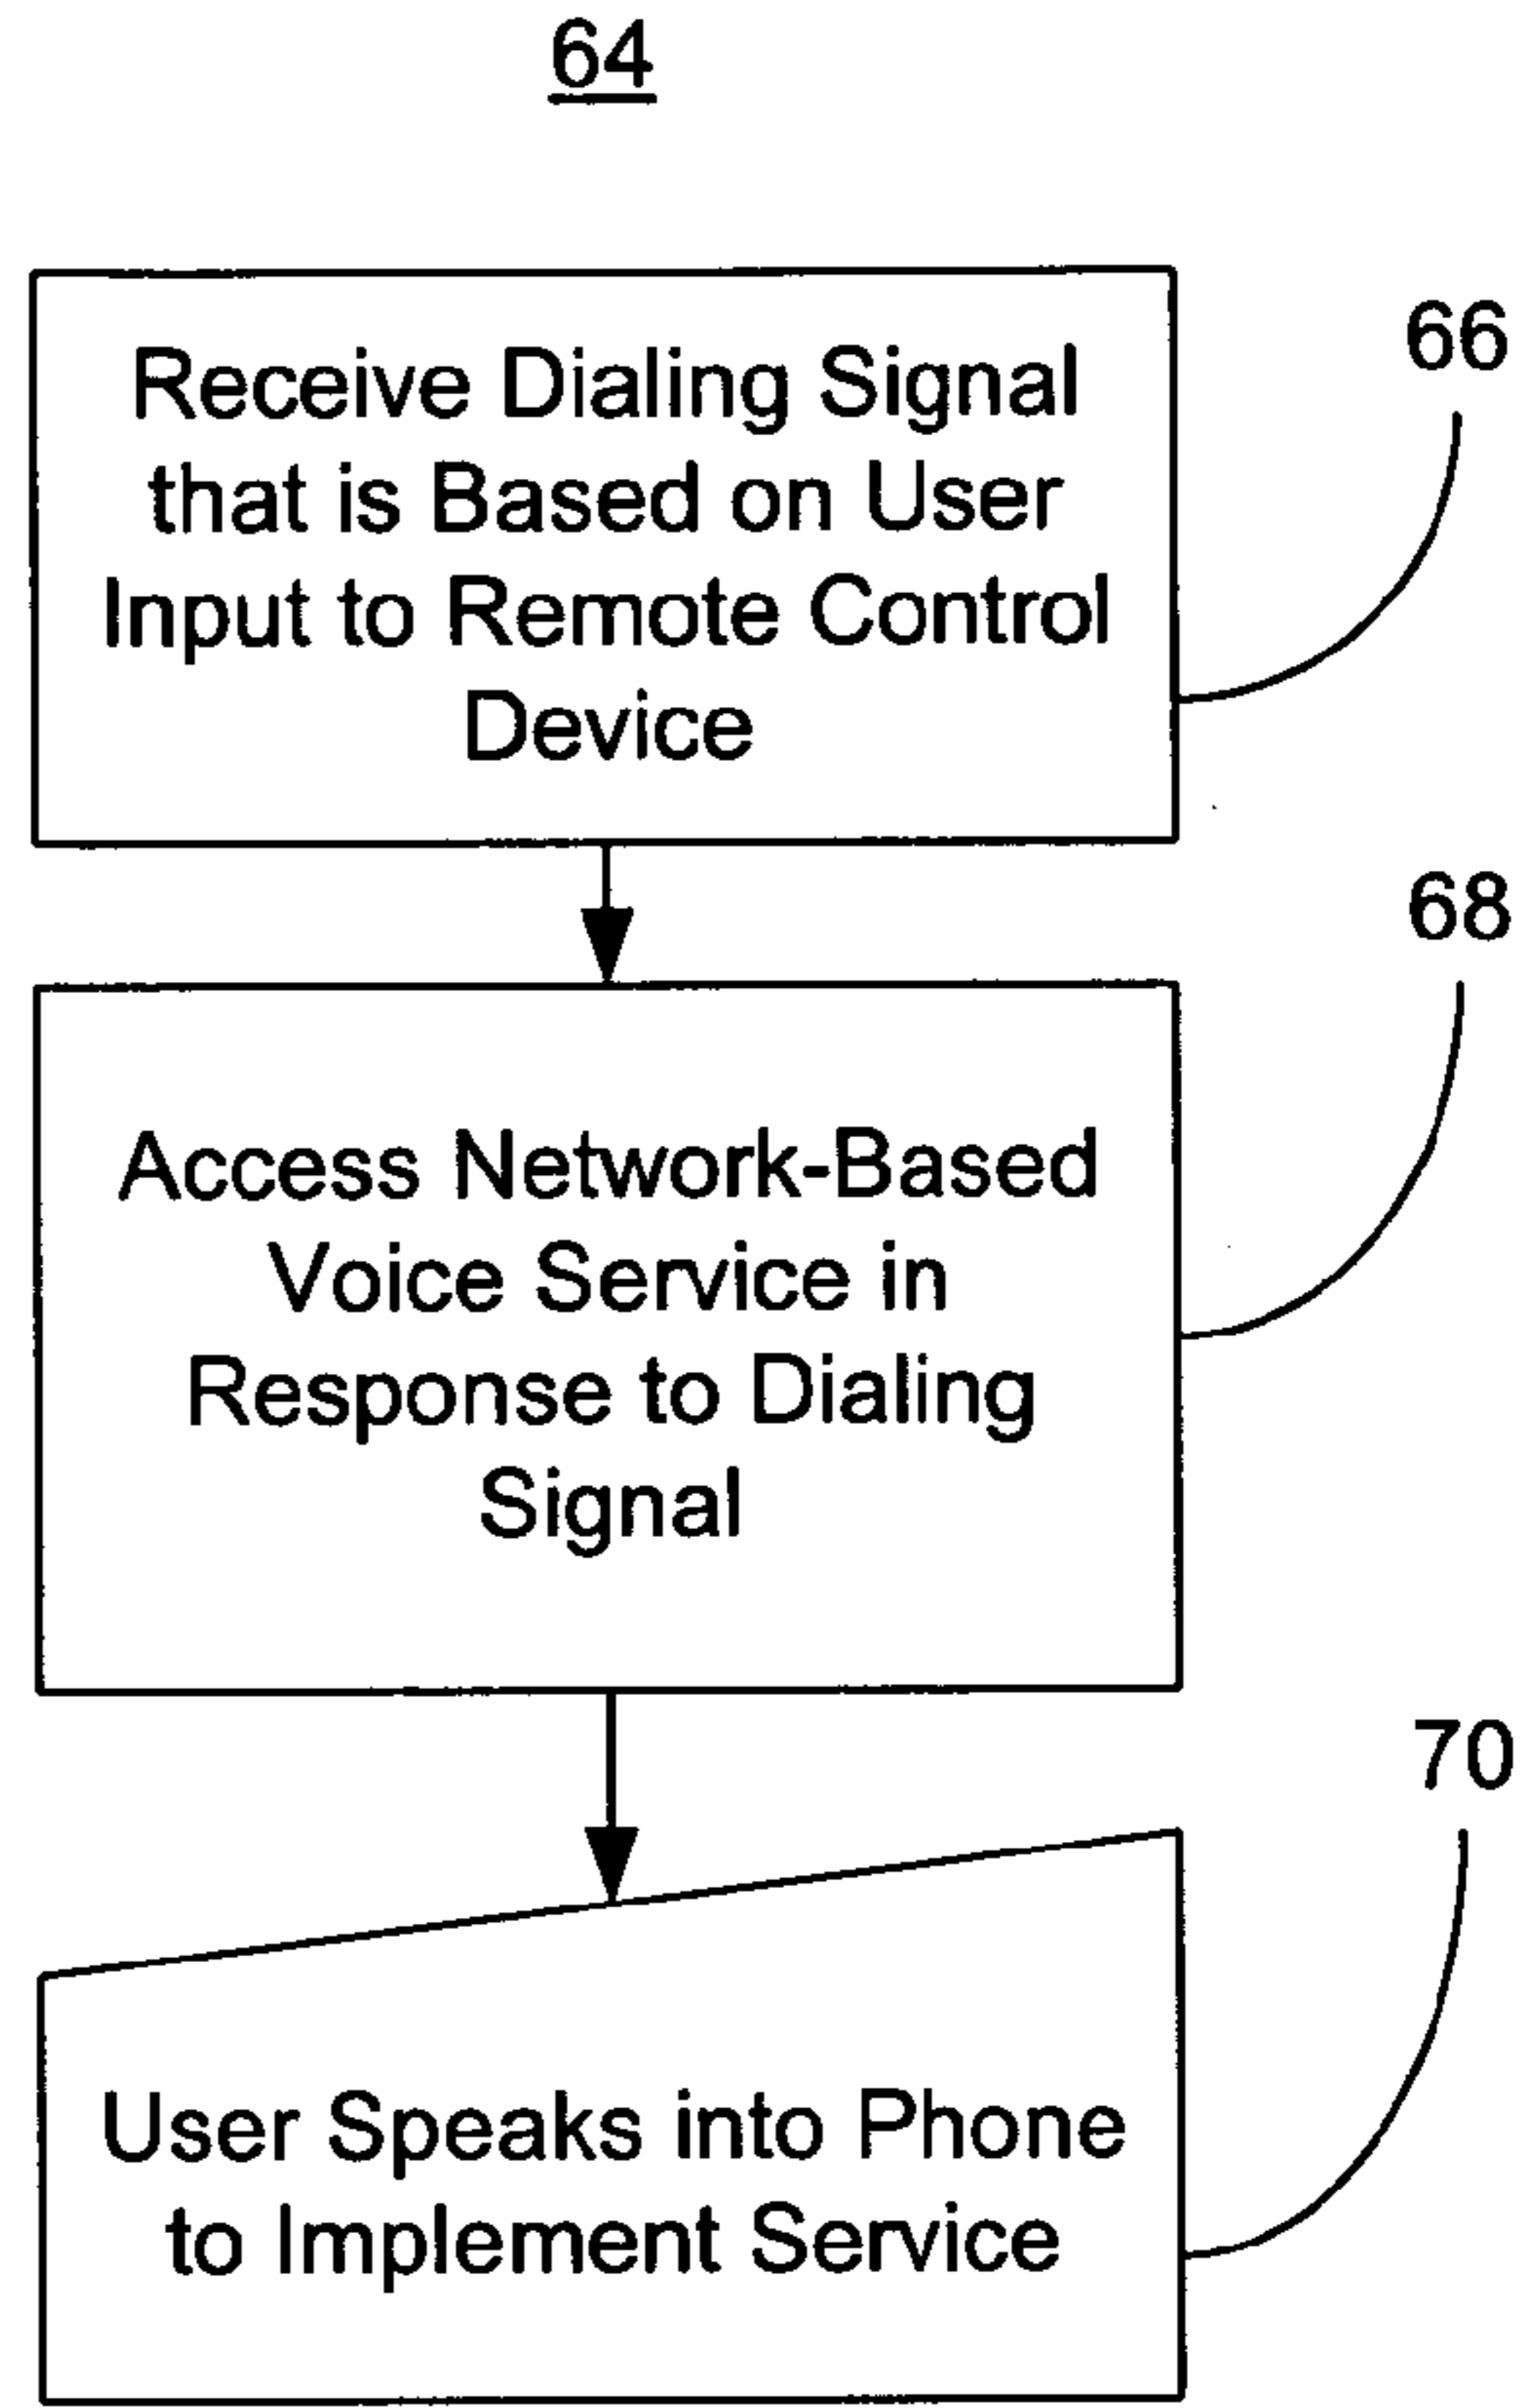 64
Receive Dialing Signal
that is Based on User
Input to Remote Control
Device
66
Access Network-Based
Voice Service in
Response to Dialing
Signal
68
User Speaks into Phone
to Implement Service
70